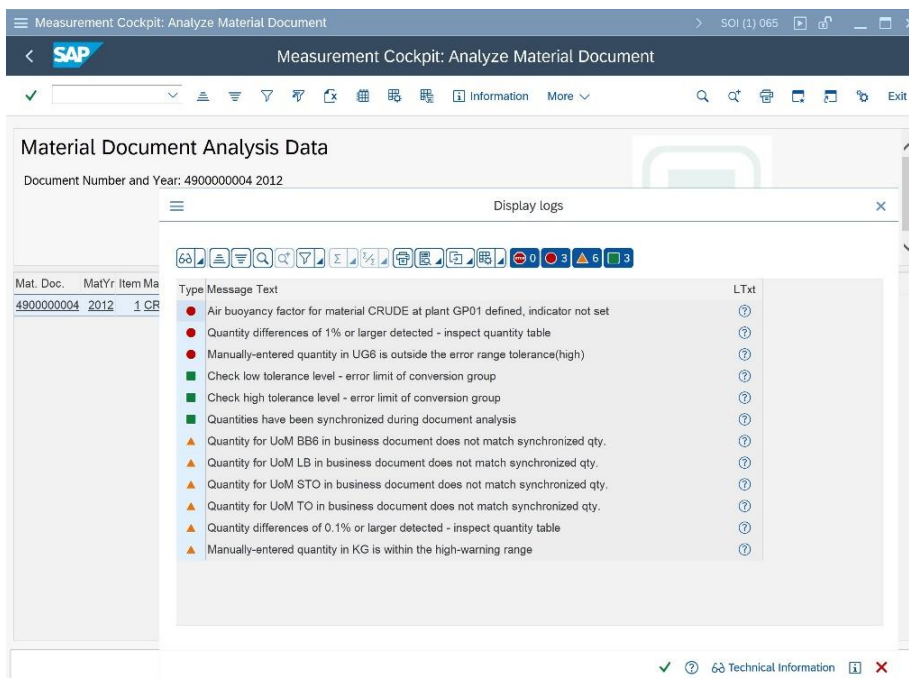 Measurement Cockpit: Analyze Material Document
SOI (1) 065
SAP
Measurement Cockpit: Analyze Material Document
Information More
Exit
Material Document Analysis Data
Document Number and Year: 4900000004 2012
Display logs
0 3 6 3
Mat. Doc. MatYr Item Ma
4900000004 2012 1 CR
Type Message Text LTxt
Air buoyancy factor for material CRUDE at plant GP01 defined, indicator not set
Quantity differences of 1% or larger detected - inspect quantity table
Manually-entered quantity in UG6 is outside the error range tolerance(high)
Check low tolerance level - error limit of conversion group
Check high tolerance level - error limit of conversion group
Quantities have been synchronized during document analysis
Quantity for UoM BB6 in business document does not match synchronized qty.
Quantity for UoM LB in business document does not match synchronized qty.
Quantity for UoM STO in business document does not match synchronized qty.
Quantity for UoM TO in business document does not match synchronized qty.
Quantity differences of 0.1% or larger detected - inspect quantity table
Manually-entered quantity in KG is within the high-warning range
Technical Information